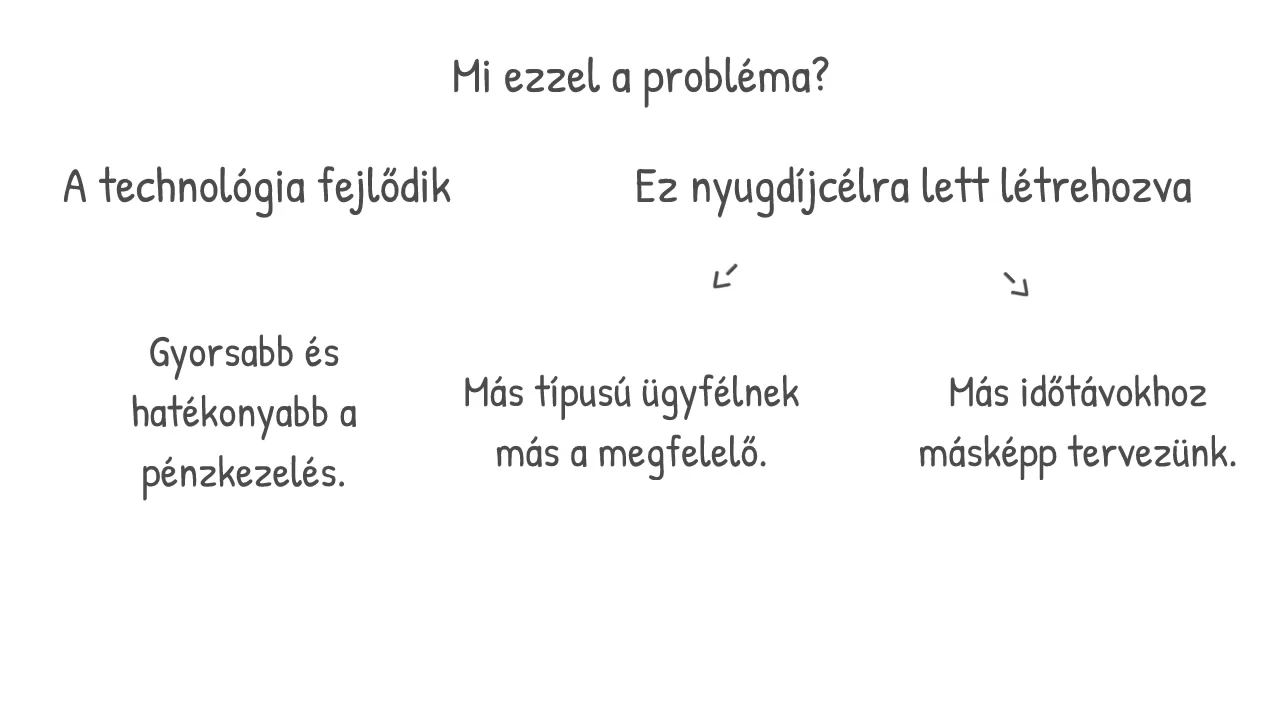 Mi ezzel a probléma?
A technológia fejlődik
Ez nyugdíjcélra lett létrehozva
Gyorsabb és
hatékonyabb a
pénzkezelés.
Más típusú ügyfélnek
más a megfelelő.
Más időtávokhoz
másképp tervezünk.